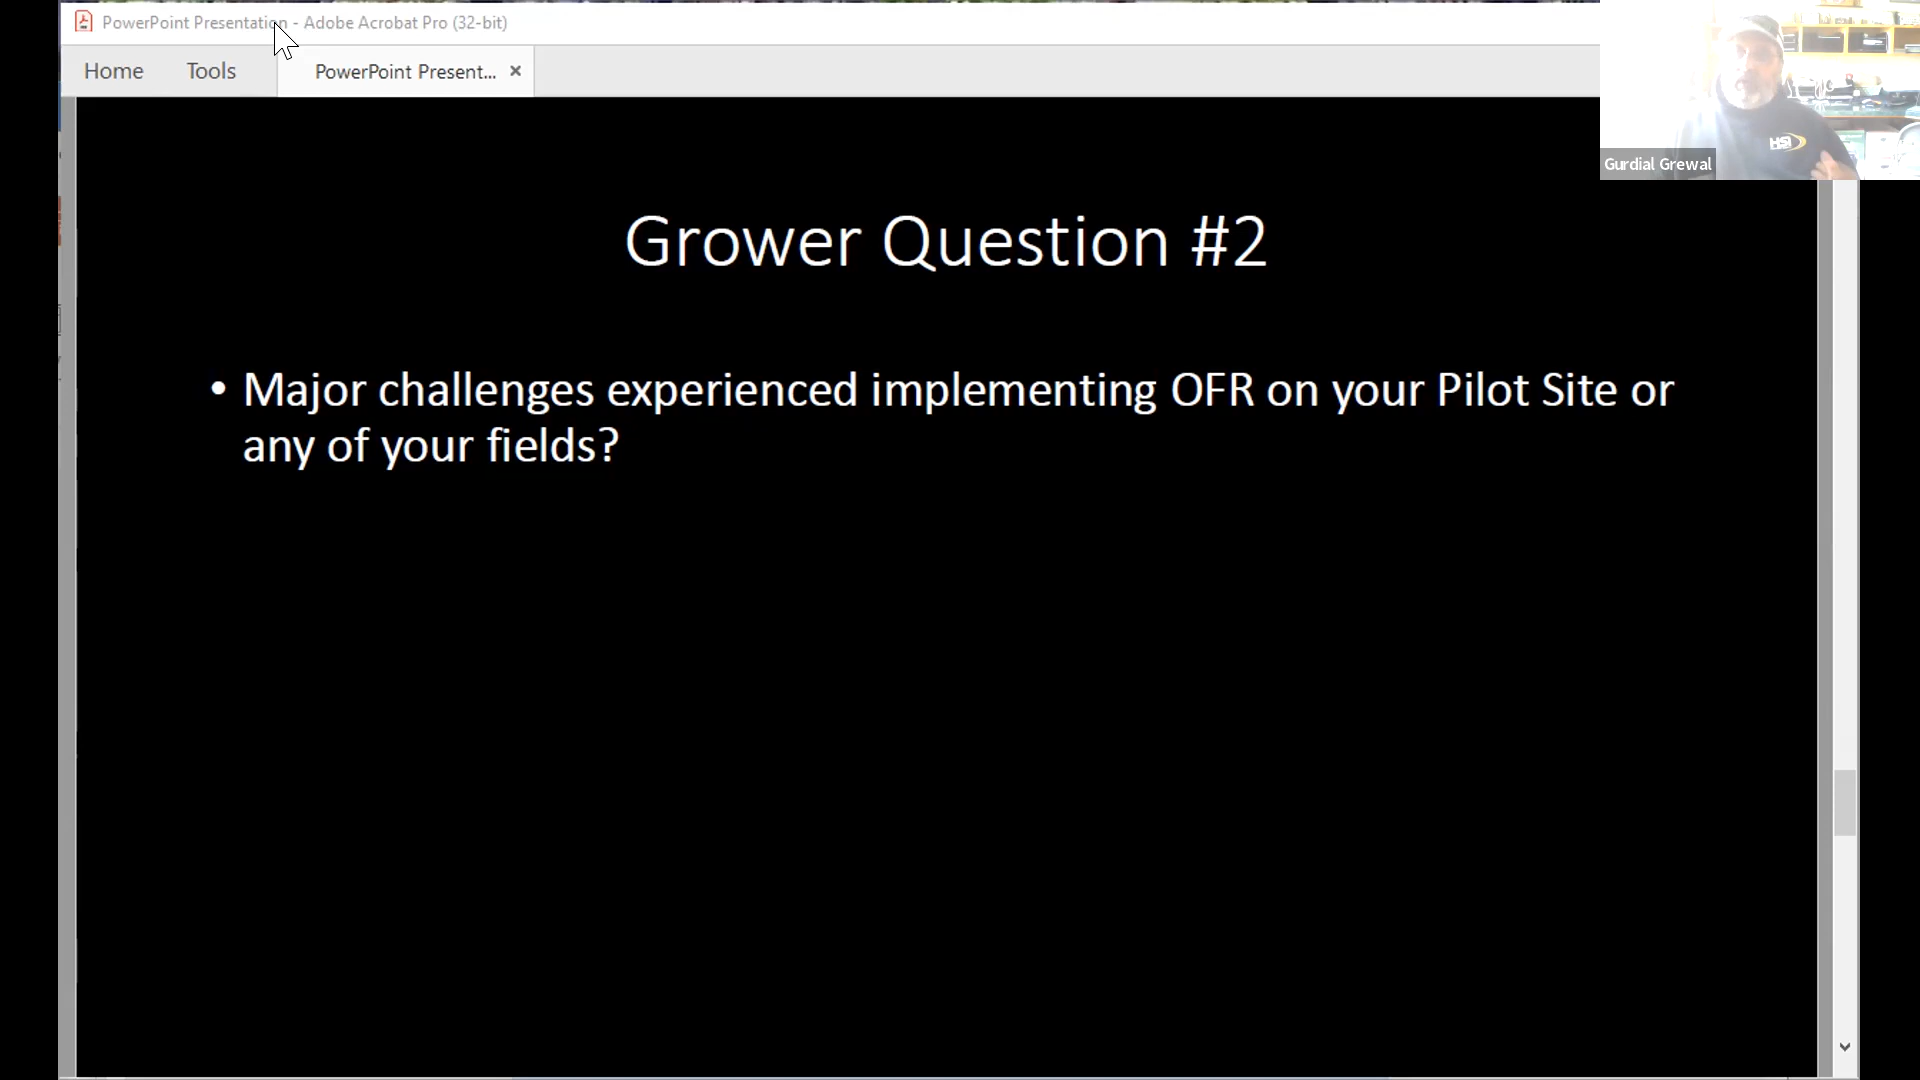 PowerPoint Presentation - Adobe Acrobat Pro (32-bit)
Home Tools PowerPoint Present...
HSI
Gurdial Grewal
Grower Question #2
• Major challenges experienced implementing OFR on your Pilot Site or
any of your fields?